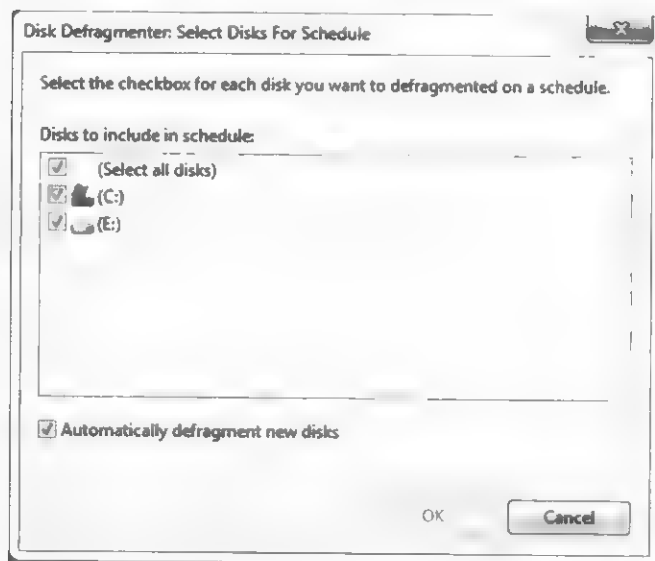 Disk Defragmenter: Select Disks For Schedule
Select the checkbox for each disk you want to defragmented on a schedule.
Disks to include in schedule:
(Select all disks)
(C:)
(E:)
Automatically defragment new disks
OK
Cancel